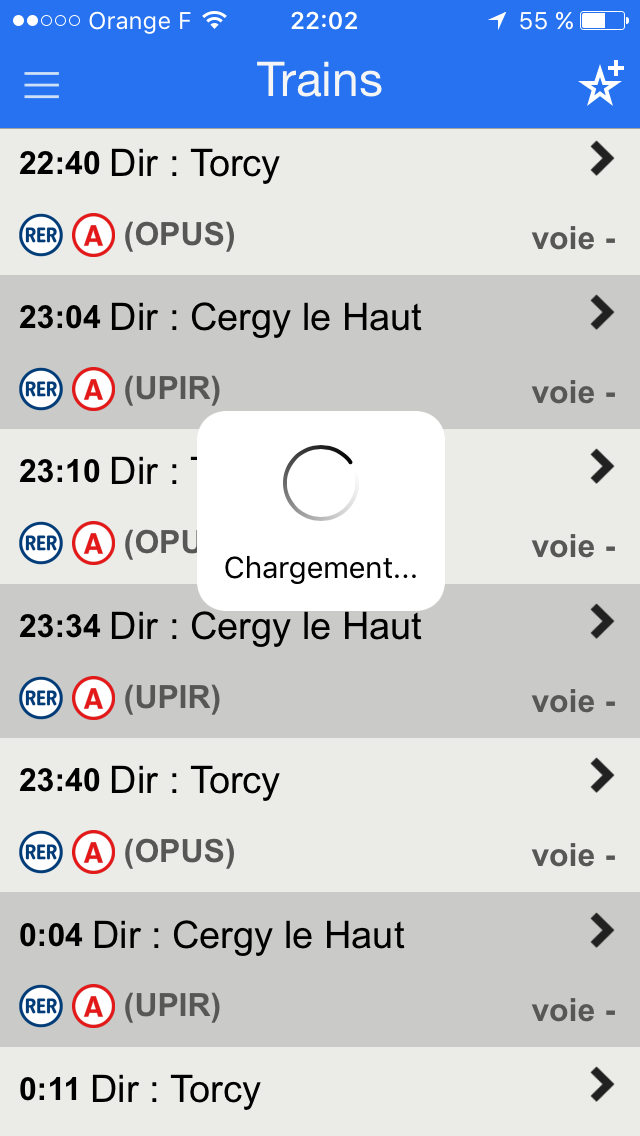 Orange F 22:02 55 %
Trains
22:40 Dir : Torcy
RER A (OPUS) voie -
23:04 Dir : Cergy le Haut
RER A (UPIR) voie -
23:10 Dir :
RER A (OPU voie -
Chargement...
23:34 Dir : Cergy le Haut
RER A (UPIR) voie -
23:40 Dir : Torcy
RER A (OPUS) voie -
0:04 Dir : Cergy le Haut
RER A (UPIR) voie -
0:11 Dir : Torcy